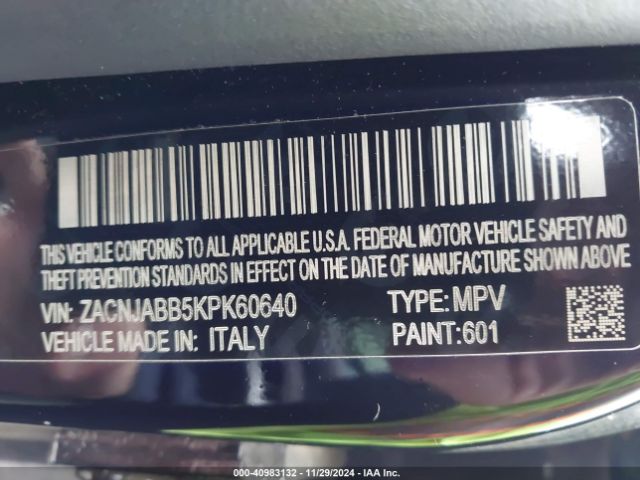 THIS VEHICLE CONFORMS TO ALL APPLICABLE U.S.A. FEDERAL MOTOR VEHICLE SAFETY AND
THEFT PREVENTION STANDARDS IN EFFECT ON THE DATE OF MANUFACTURE SHOWN ABOVE
VIN: ZACNJABB5KPK60640 TYPE: MPV
VEHICLE MADE IN: ITALY PAINT:601
000-40983132 - 11/29/2024 - IAA Inc.